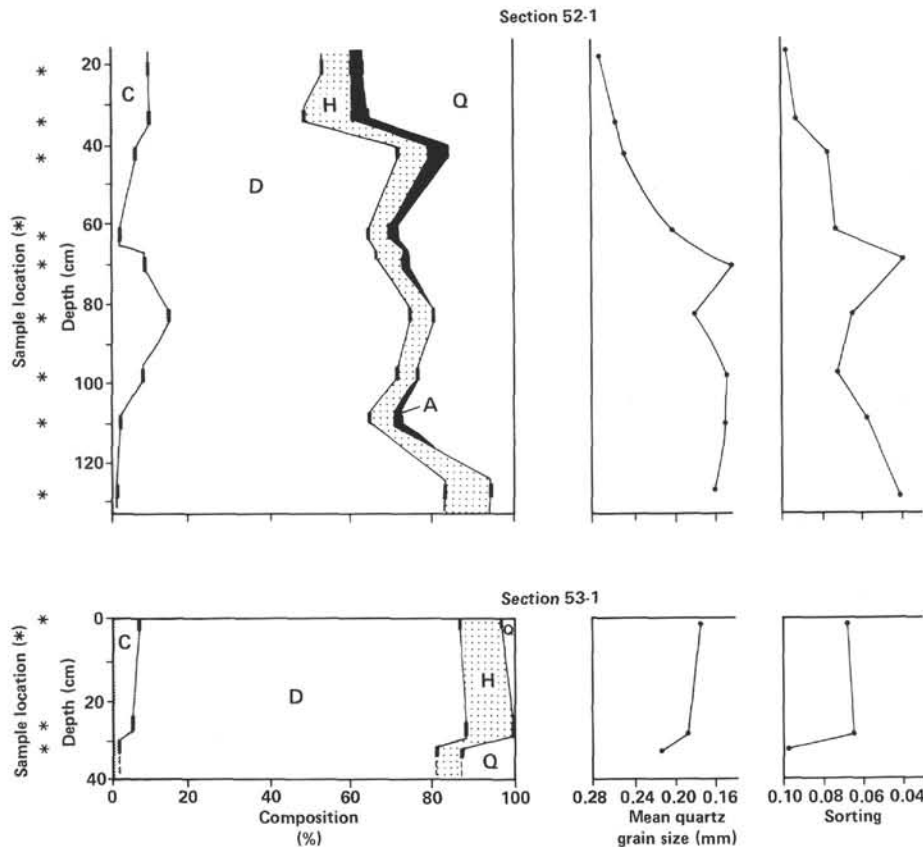 Section 52-1
Sample location (*)
Depth (cm)
20
40
60
80
100
120
*
*
*
*
*
*
*
*
*
C
D
H
Q
A
Section 53-1
Sample location (*)
Depth (cm)
0
20
40
*
*
*
C
D
H
Q
Q
0 20 40 60 80 100
Composition
(%)
0.28 0.24 0.20 0.16
Mean quartz
grain size (mm)
0.10 0.08 0.06 0.04
Sorting